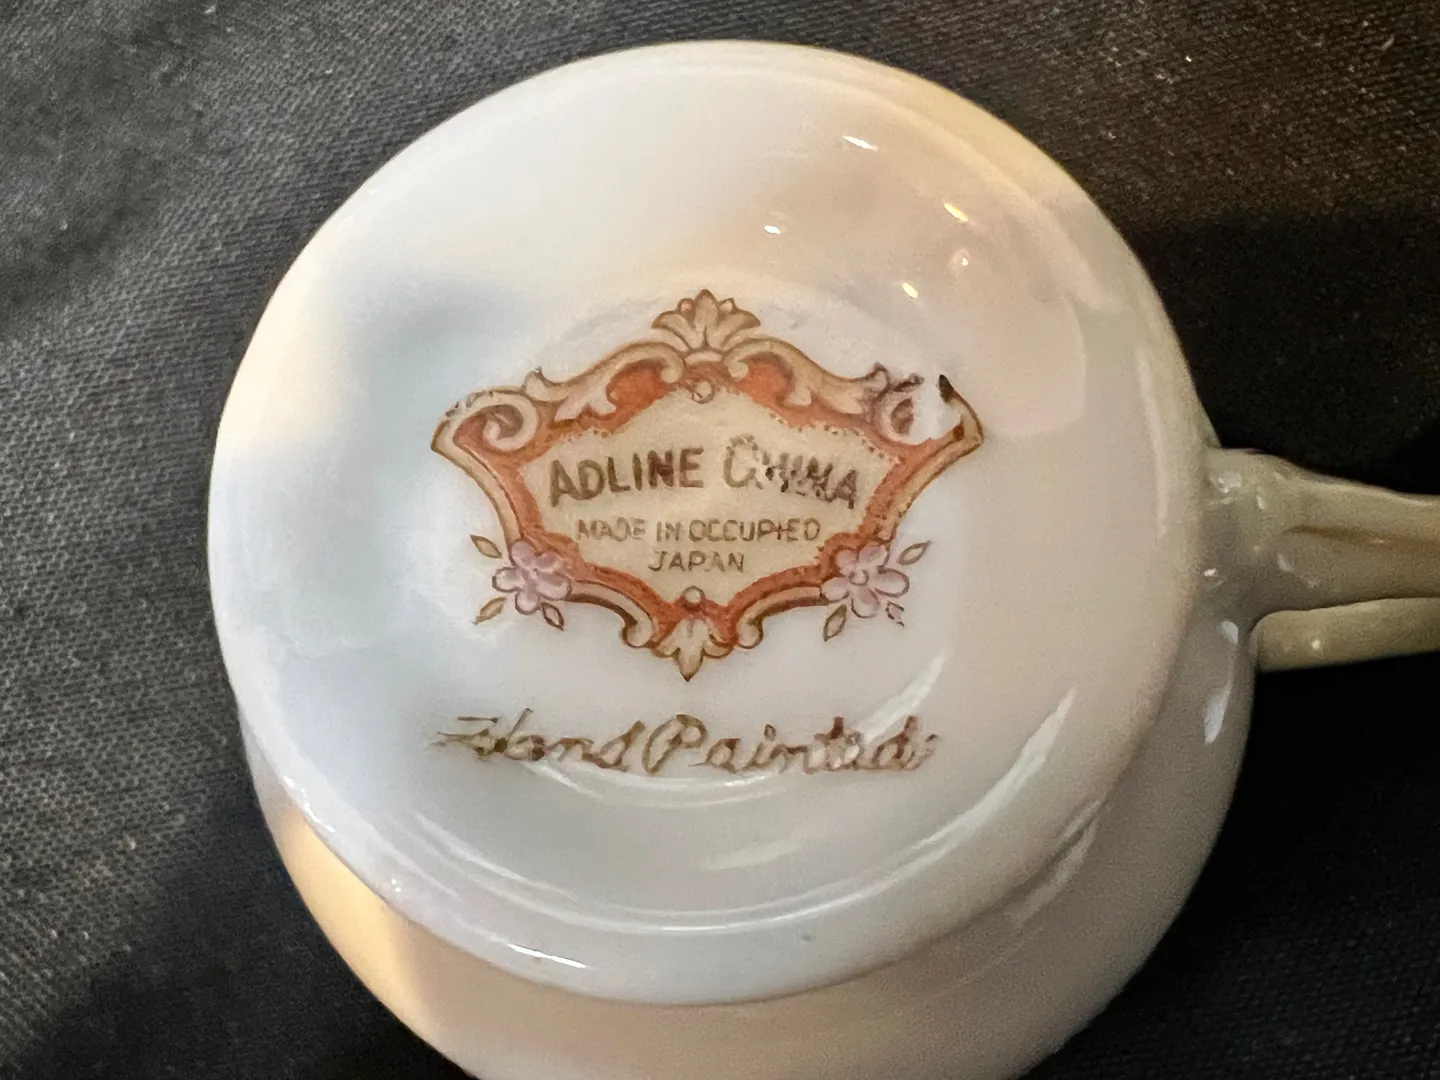 ADLINE CHINA
MADE IN OCCUPIED
JAPAN
Hand Painted